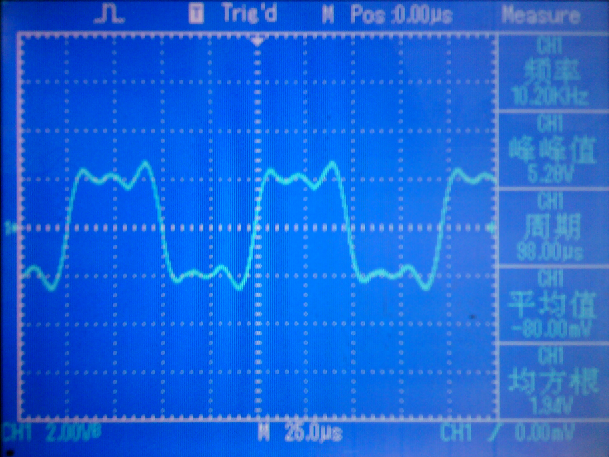 T Trig'd M Pos:0.00µs Measure
CH1
频率
10.20KHz
CH1
峰峰值
5.28V
CH1
周期
98.00µs
CH1
平均值
-80.00mV
CH1
均方根
1.94V
CH1 2.00V M 25.0µs CH1 / 0.00mV